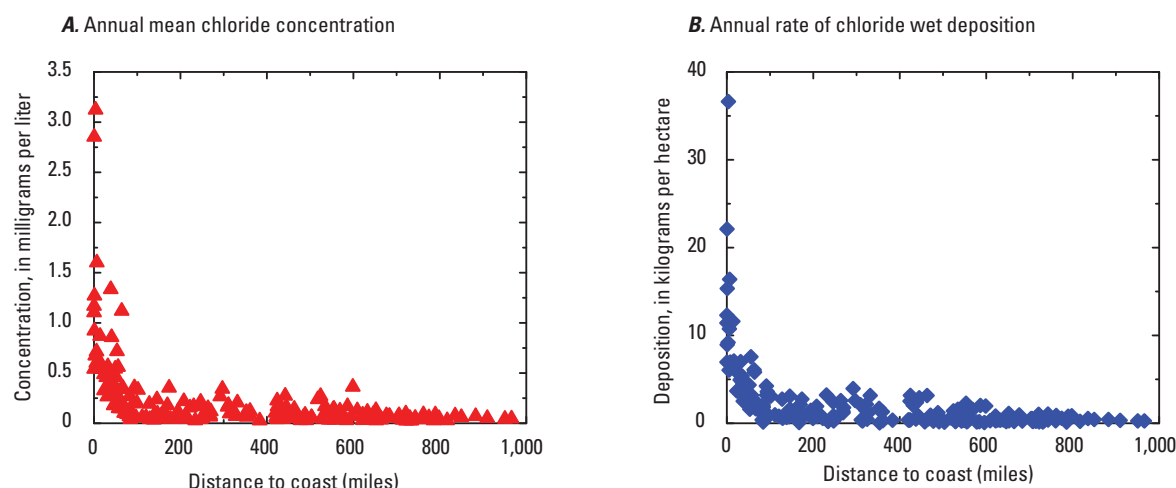 A. Annual mean chloride concentration
3.5
3.0
2.5
2.0
1.5
1.0
0.5
0
Concentration, in milligrams per liter
0 200 400 600 800 1,000
Distance to coast (miles)
B. Annual rate of chloride wet deposition
40
30
20
10
0
Deposition, in kilograms per hectare
0 200 400 600 800 1,000
Distance to coast (miles)